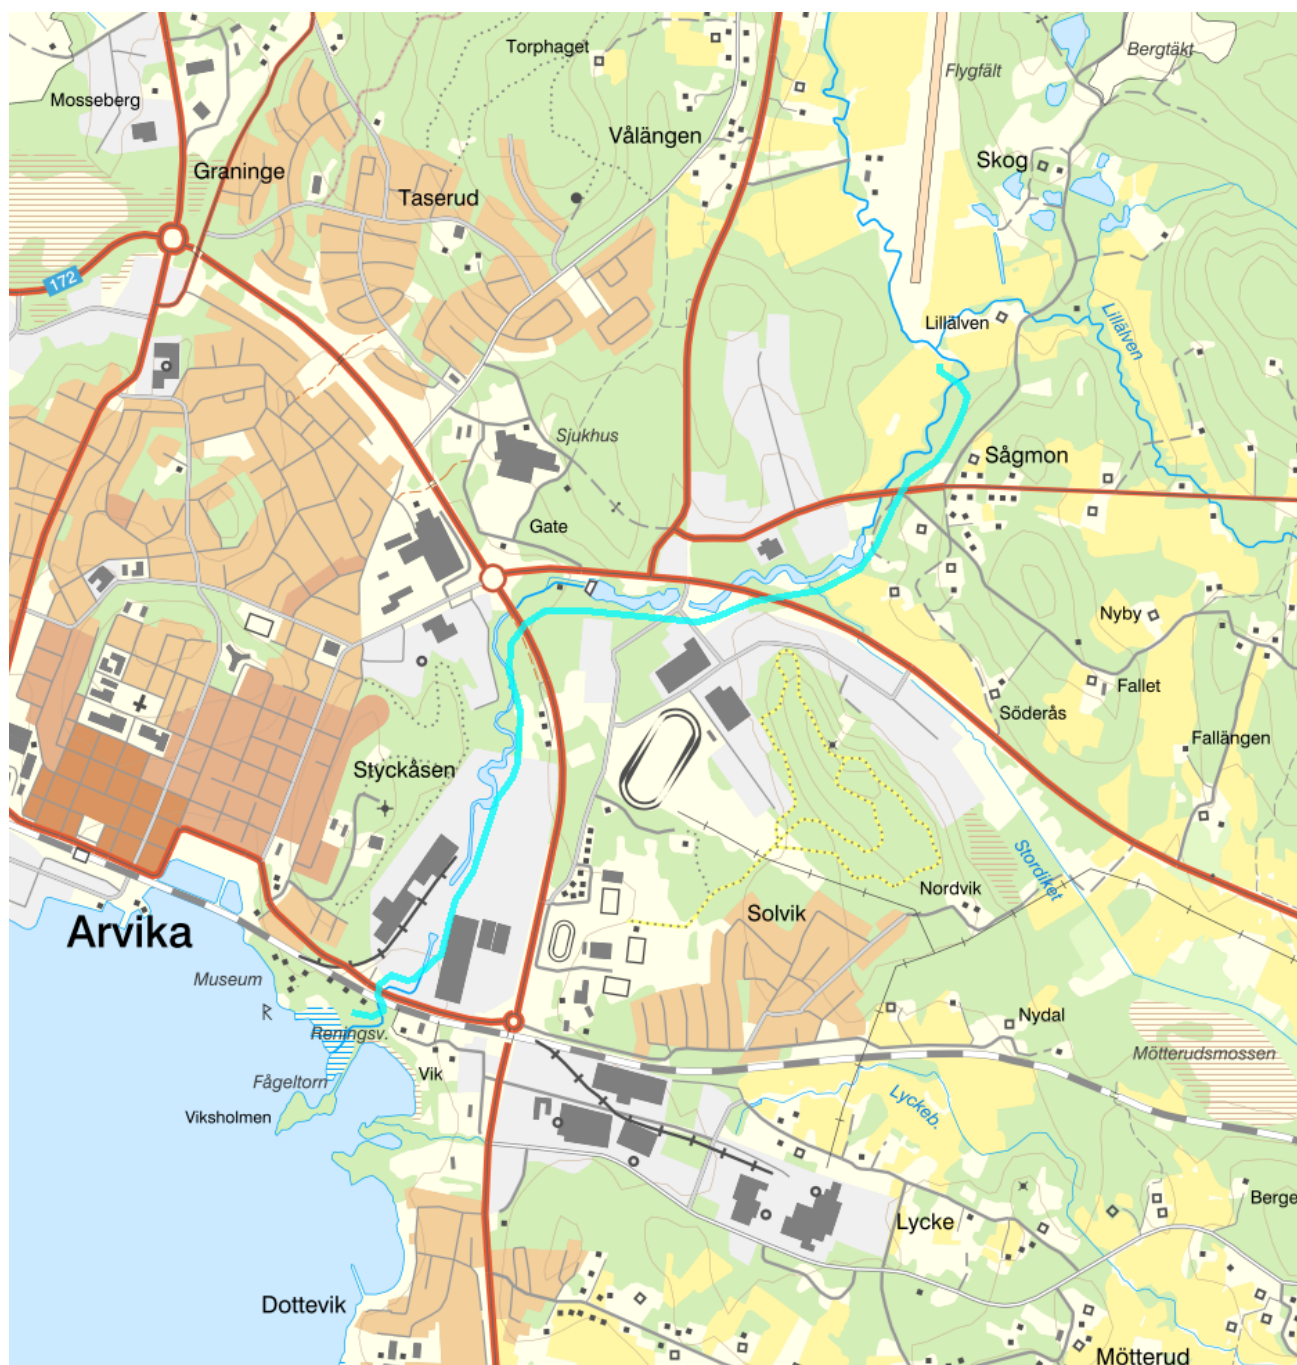 Torphaget
Bergtäkt
Flygfält
Mosseberg
Vålängen
Skog
Graninge
Taserud
172
Lillälven
Lillälven
Sjukhus
Sågmon
Gate
Nyby
Fallet
Söderås
Fallängen
Styckåsen
Stordiket
Nordvik
Solvik
Arvika
Museum
R
Nydal
Reningsv.
Mötterudsmossen
Fågeltorn
Vik
Viksholmen
Lyckeb.
Berge
Lycke
Dottevik
Mötterud